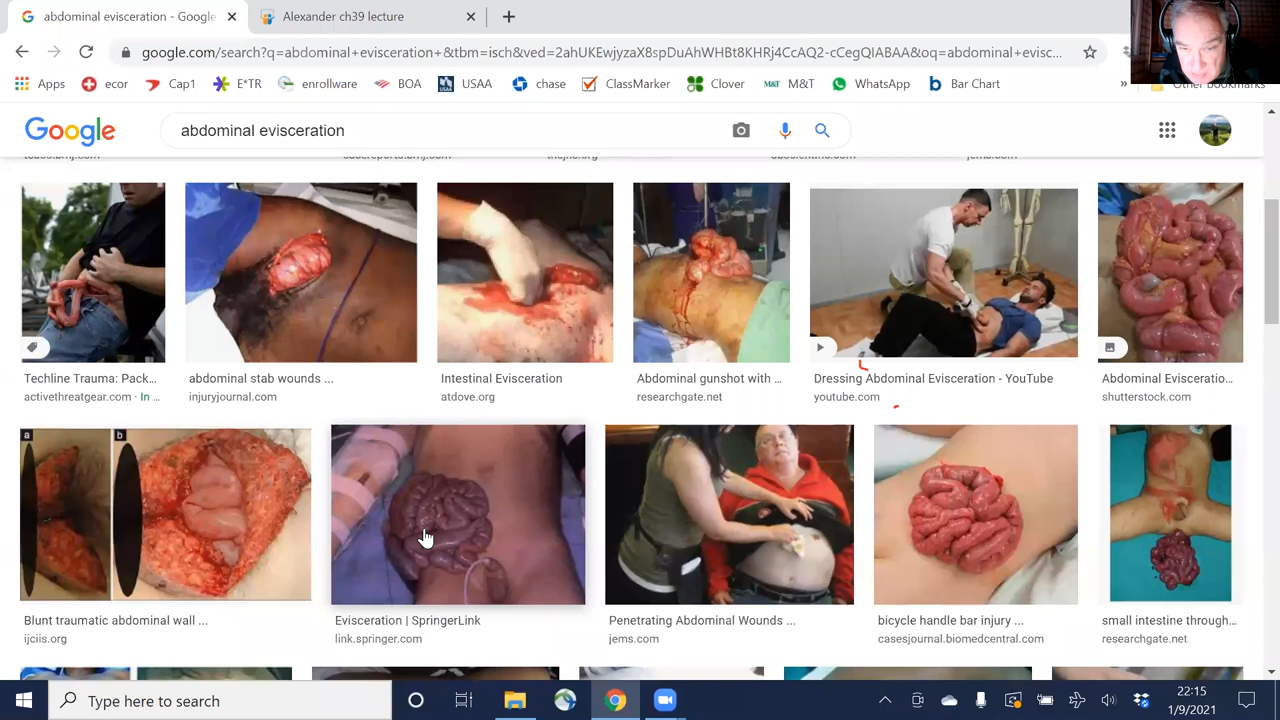 abdominal evisceration - Google
Alexander ch39 lecture
google.com/search?q=abdominal+evisceration+&tbm=isch&ved=2ahUKEwjyzaX8spDuAhWHBt8KHRj4CcAQ2-cCegQIABAA&oq=abdominal+evisc...
Apps ecor Cap1 E*TR enrollware BOA USAA chase ClassMarker Clover M&T WhatsApp Bar Chart » Other bookmarks
Google
abdominal evisceration
Techline Trauma: Pack...
activethreatgear.com · In ...
abdominal stab wounds ...
injuryjournal.com
Intestinal Evisceration
atdove.org
Abdominal gunshot with ...
researchgate.net
Dressing Abdominal Evisceration - YouTube
youtube.com
Abdominal Evisceratio...
shutterstock.com
a b
Blunt traumatic abdominal wall ...
ijciis.org
Evisceration | SpringerLink
link.springer.com
Penetrating Abdominal Wounds ...
jems.com
bicycle handle bar injury ...
casesjournal.biomedcentral.com
small intestine through...
researchgate.net
Type here to search
22:15
1/9/2021